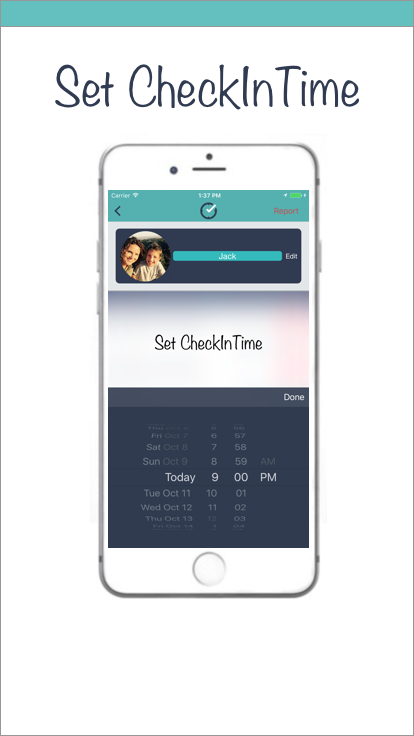 Set CheckInTime
Carrier 1:37 PM
Report
Jack Edit
Set CheckInTime
Done
Fri Oct 7 6 57
Sat Oct 8 7 58
Sun Oct 9 8 59 AM
Today 9 00 PM
Tue Oct 11 10 01
Wed Oct 12 11 02
Thu Oct 13 12 03